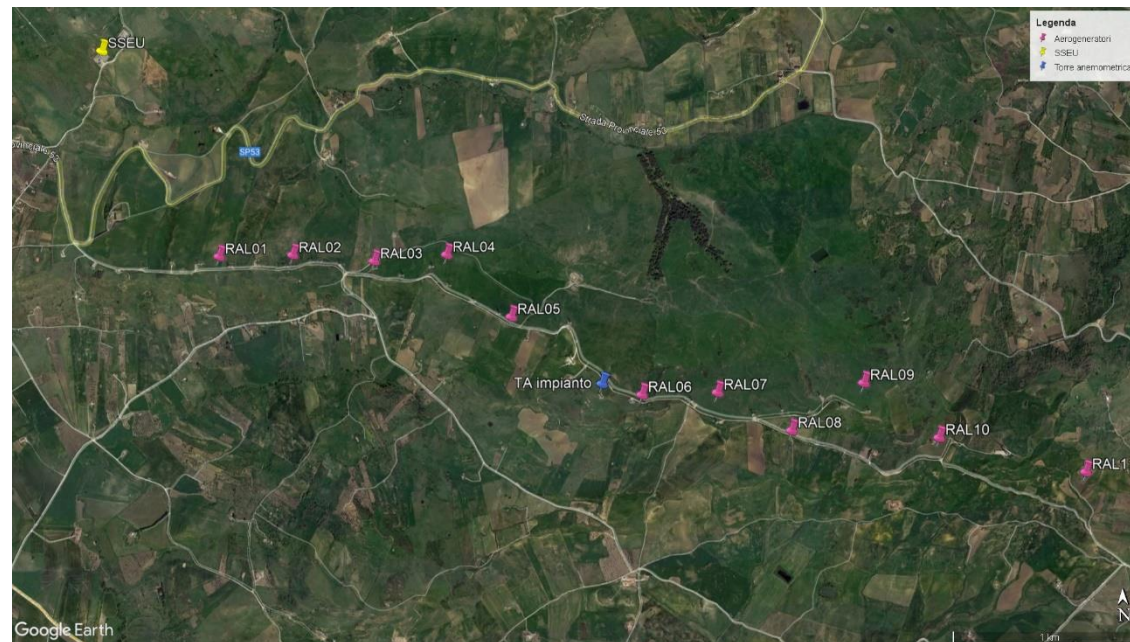 Legenda
Aerogeneratori
SSEU
Torre anemometrica
SSEU
Strada Provinciale 53
SP53
RAL01
RAL02
RAL03
RAL04
RAL05
TA impianto
RAL06
RAL07
RAL09
RAL08
RAL10
RAL1
N
Google Earth
1 km